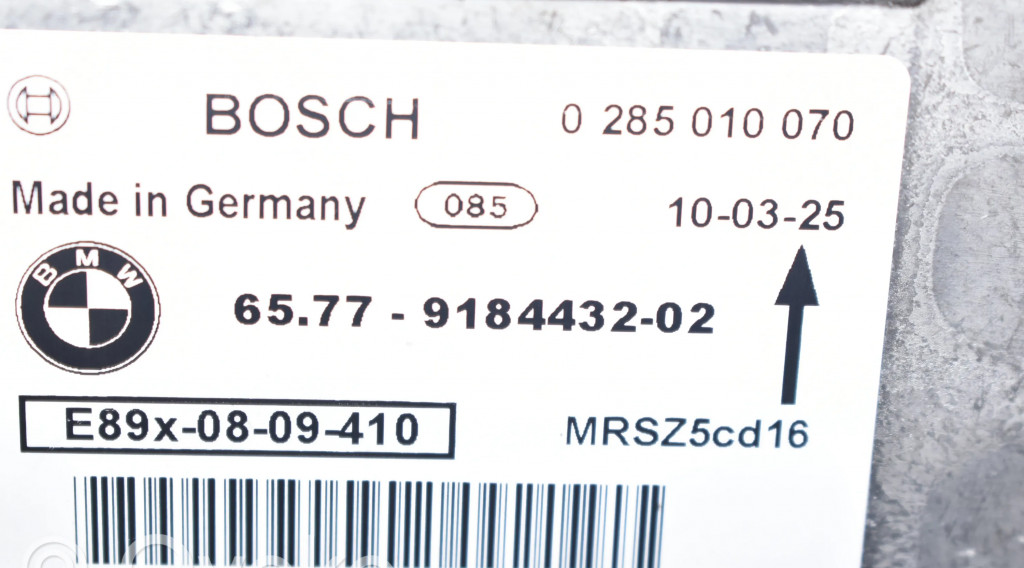 BOSCH 0 285 010 070
Made in Germany 085 10-03-25
BMW
65.77 - 9184432-02
E89x-08-09-410 MRSZ5cd16